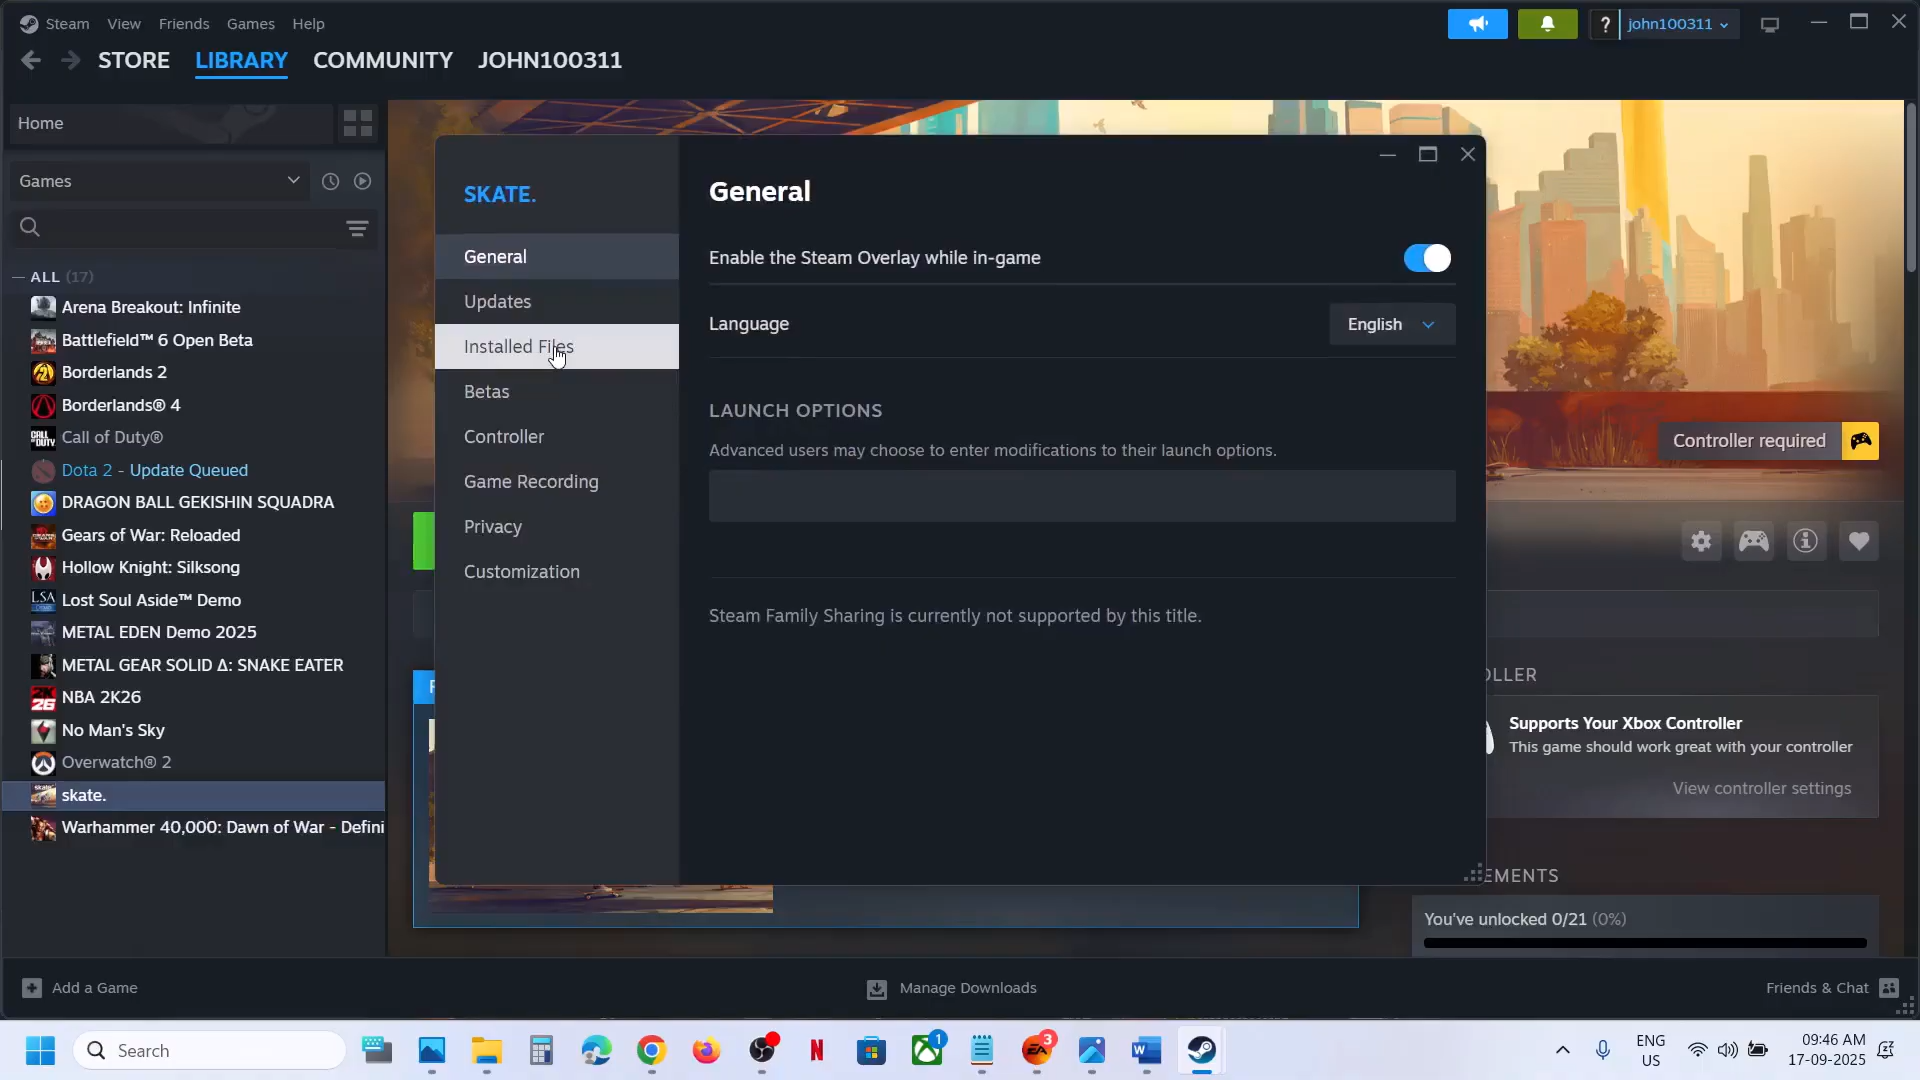 Steam View Friends Games Help
? john100311
STORE LIBRARY COMMUNITY JOHN100311
Home
Games
ALL (17)
Arena Breakout: Infinite
Battlefield™ 6 Open Beta
Borderlands 2
Borderlands® 4
Call of Duty®
Dota 2 - Update Queued
DRAGON BALL GEKISHIN SQUADRA
Gears of War: Reloaded
Hollow Knight: Silksong
Lost Soul Aside™ Demo
METAL EDEN Demo 2025
METAL GEAR SOLID Δ: SNAKE EATER
NBA 2K26
No Man's Sky
Overwatch® 2
skate.
Warhammer 40,000: Dawn of War - Defini
SKATE.
General
Updates
Installed Files
Betas
Controller
Game Recording
Privacy
Customization
General
Enable the Steam Overlay while in-game
Language
English
LAUNCH OPTIONS
Advanced users may choose to enter modifications to their launch options.
Steam Family Sharing is currently not supported by this title.
Controller required
OLLER
Supports Your Xbox Controller
This game should work great with your controller
View controller settings
EMENTS
You've unlocked 0/21 (0%)
Add a Game
Manage Downloads
Friends & Chat
Search
1
3
ENG
US
09:46 AM
17-09-2025